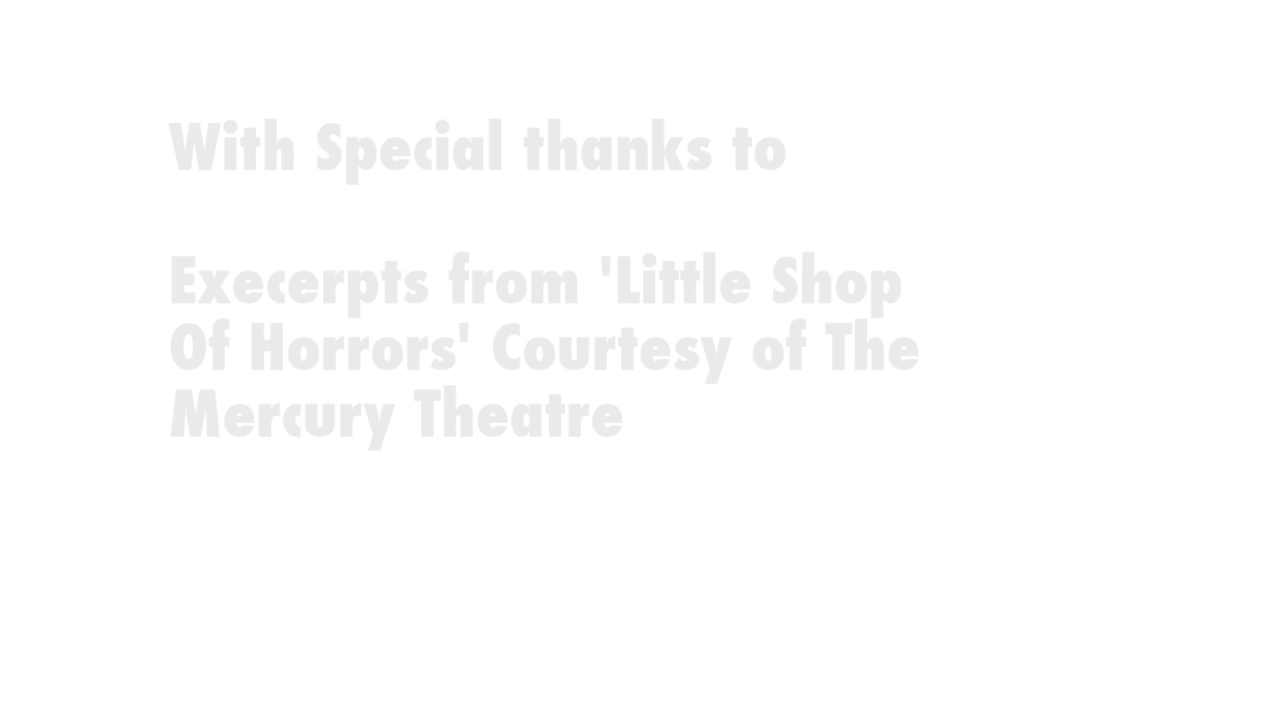 With Special thanks to
Execerpts from 'Little Shop
Of Horrors' Courtesy of The
Mercury Theatre